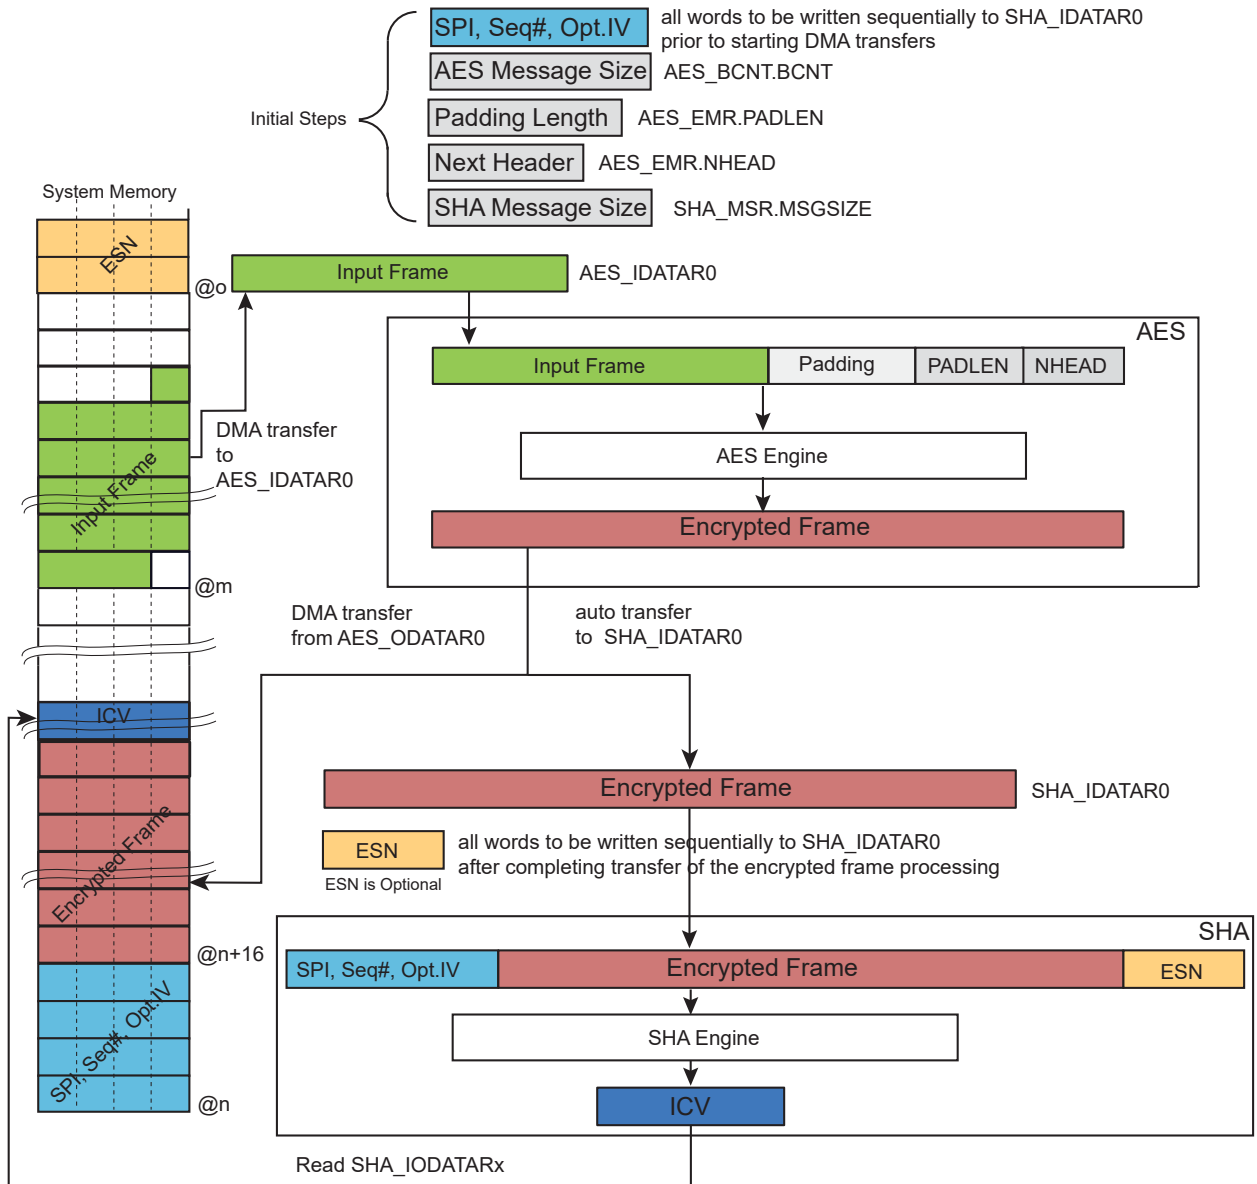 SPI, Seq#, Opt.IV
all words to be written sequentially to SHA_IDATAR0
prior to starting DMA transfers
AES Message Size
AES_BCNT.BCNT
Initial Steps
Padding Length
AES_EMR.PADLEN
Next Header
AES_EMR.NHEAD
SHA Message Size
SHA_MSR.MSGSIZE
System Memory
ESN
@o
Input Frame
AES_IDATAR0
AES
Input Frame
Padding
PADLEN
NHEAD
DMA transfer
to
AES_IDATAR0
Input Frame
AES Engine
Encrypted Frame
@m
DMA transfer
from AES_ODATAR0
auto transfer
to SHA_IDATAR0
ICV
Encrypted Frame
SHA_IDATAR0
ESN
all words to be written sequentially to SHA_IDATAR0
after completing transfer of the encrypted frame processing
ESN is Optional
Encrypted Frame
@n+16
SHA
SPI, Seq#, Opt.IV
Encrypted Frame
ESN
SPI, Seq#, Opt.IV
SHA Engine
@n
ICV
Read SHA_IODATARx